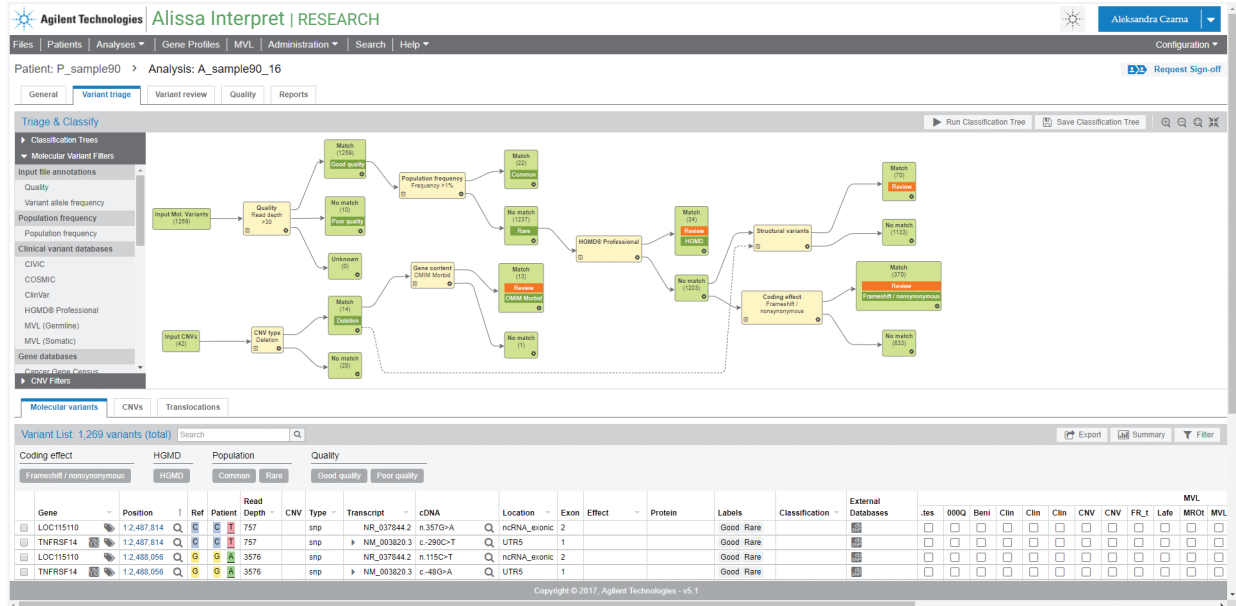 Agilent Technologies Alissa Interpret | RESEARCH
Aleksandra Czarna
Files Patients Analyses Gene Profiles MVL Administration Search Help Configuration
Patient: P_sample90 > Analysis: A_sample90_16
Request Sign-off
General Variant triage Variant review Quality Reports
Triage & Classify
Run Classification Tree Save Classification Tree
Classification Trees
Molecular Variant Filters
Input file annotations
Quality
Variant allele frequency
Population frequency
Population frequency
Clinical variant databases
CIViC
COSMIC
ClinVar
HGMD® Professional
MVL (Germline)
MVL (Somatic)
Gene databases
Cancer Gene Census
CNV Filters
Input Mol. Variants
(1269)
Quality
Read depth
>30
Match
(1259)
Good quality
No match
(10)
Poor quality
Unknown
(0)
Population frequency
Frequency >1%
Match
(22)
Common
No match
(1237)
Rare
HGMD® Professional
Match
(34)
Review
HGMD
No match
(1203)
Structural variants
Match
(70)
Review
No match
(1133)
Coding effect
Frameshift /
nonsynonymous
Match
(370)
Review
Frameshift / nonsynonymous
No match
(833)
Input CNVs
(42)
CNV type
Deletion
Match
(14)
Deletion
No match
(28)
Gene content
OMIM Morbid
Match
(13)
Review
OMIM Morbid
No match
(1)
Molecular variants CNVs Translocations
Variant List: 1,269 variants (total) Search
Export Summary Filter
Coding effect HGMD Population Quality
Frameshift / nonsynonymous HGMD Common Rare Good quality Poor quality
Gene Position Ref Patient Read Depth CNV Type Transcript cDNA Location Exon Effect Protein Labels Classification External Databases MVL
.tes 000Q Beni Clin Clin Clin CNV CNV FR_t Lafe MROt MVL
LOC115110 1:2,487,814 C C T 757 snp NR_037844.2 n.357G>A ncRNA_exonic 2 Good Rare
TNFRSF14 1:2,487,814 C C T 757 snp NM_003820.3 c.-290C>T UTR5 1 Good Rare
LOC115110 1:2,488,056 G G A 3576 snp NR_037844.2 n.115C>T ncRNA_exonic 2 Good Rare
TNFRSF14 1:2,488,056 G G A 3576 snp NM_003820.3 c.-48G>A UTR5 1 Good Rare
Copyright © 2017, Agilent Technologies - v5.1